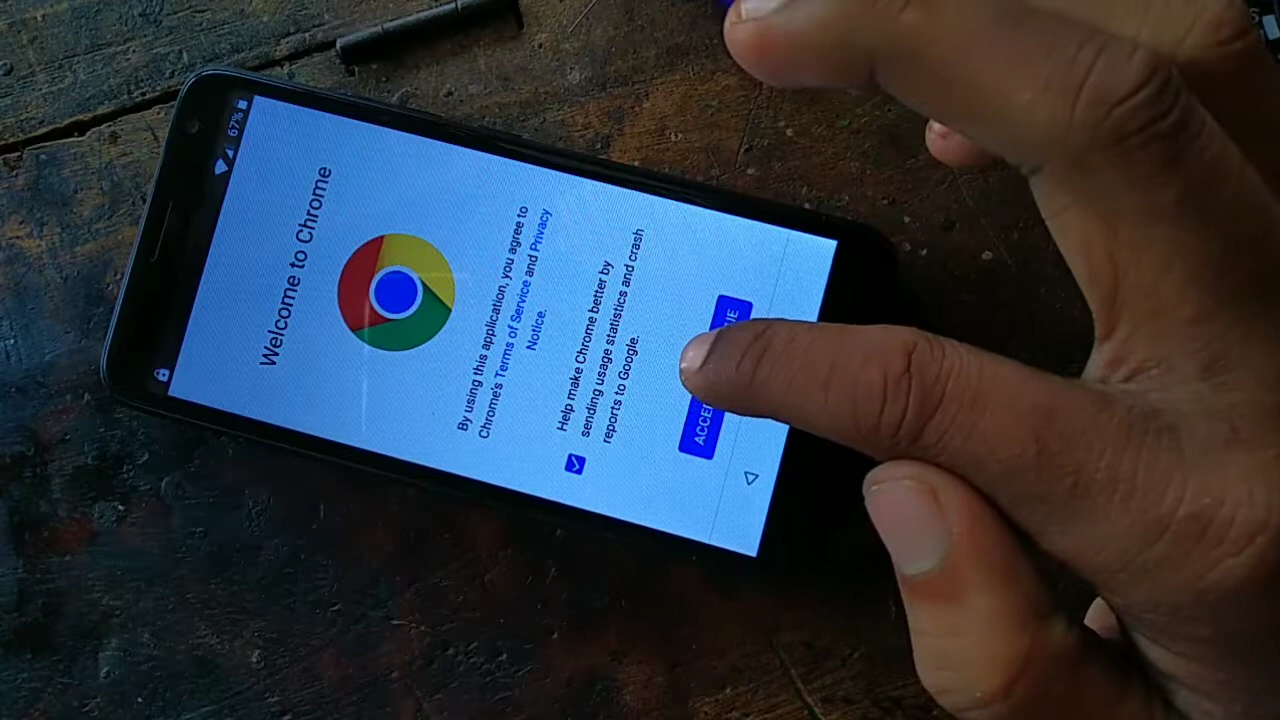 67%
Welcome to Chrome
By using this application, you agree to
Chrome's Terms of Service and Privacy
Notice.
Help make Chrome better by
sending usage statistics and crash
reports to Google.